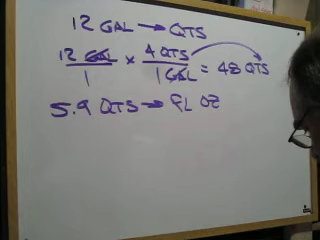 12 GAL → QTS
12 GAL / 1 × 4 QTS / 1 GAL = 48 QTS
5.9 QTS → FL OZ